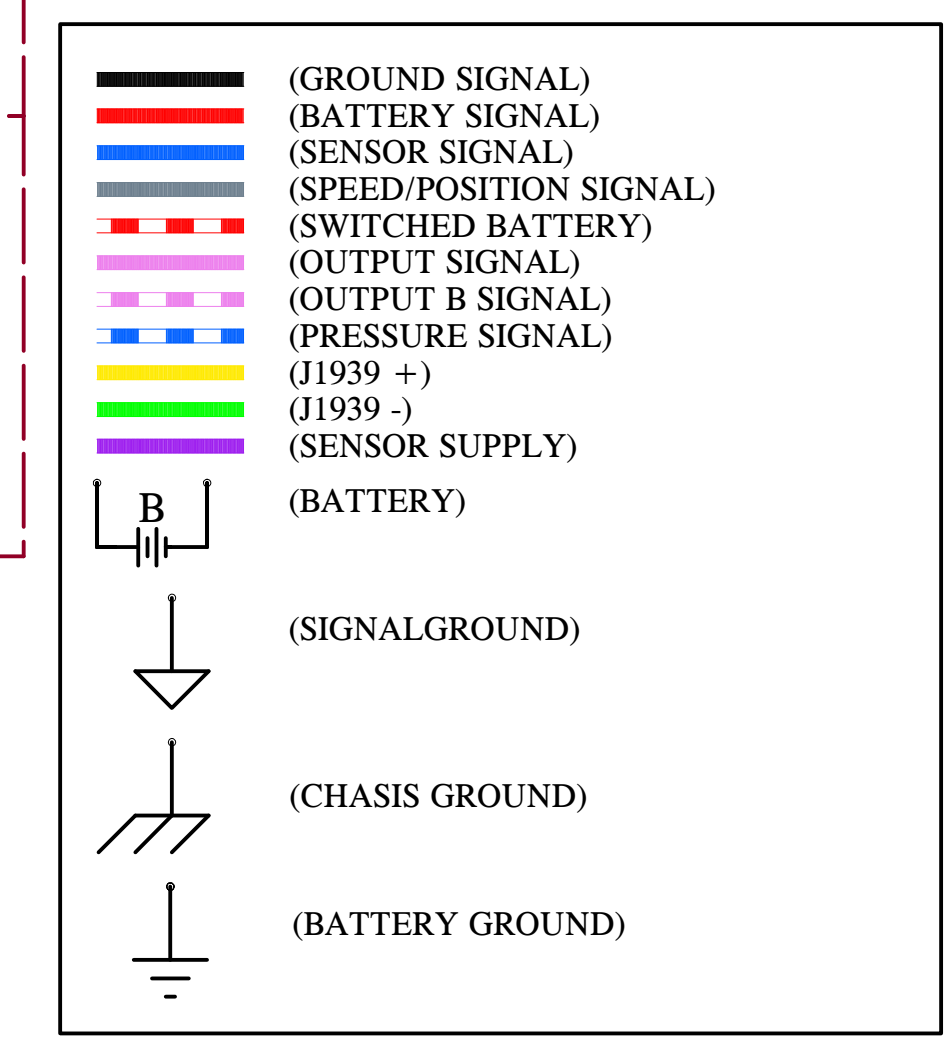 (GROUND SIGNAL)
(BATTERY SIGNAL)
(SENSOR SIGNAL)
(SPEED/POSITION SIGNAL)
(SWITCHED BATTERY)
(OUTPUT SIGNAL)
(OUTPUT B SIGNAL)
(PRESSURE SIGNAL)
(J1939 +)
(J1939 -)
(SENSOR SUPPLY)
B (BATTERY)
(SIGNALGROUND)
(CHASIS GROUND)
(BATTERY GROUND)